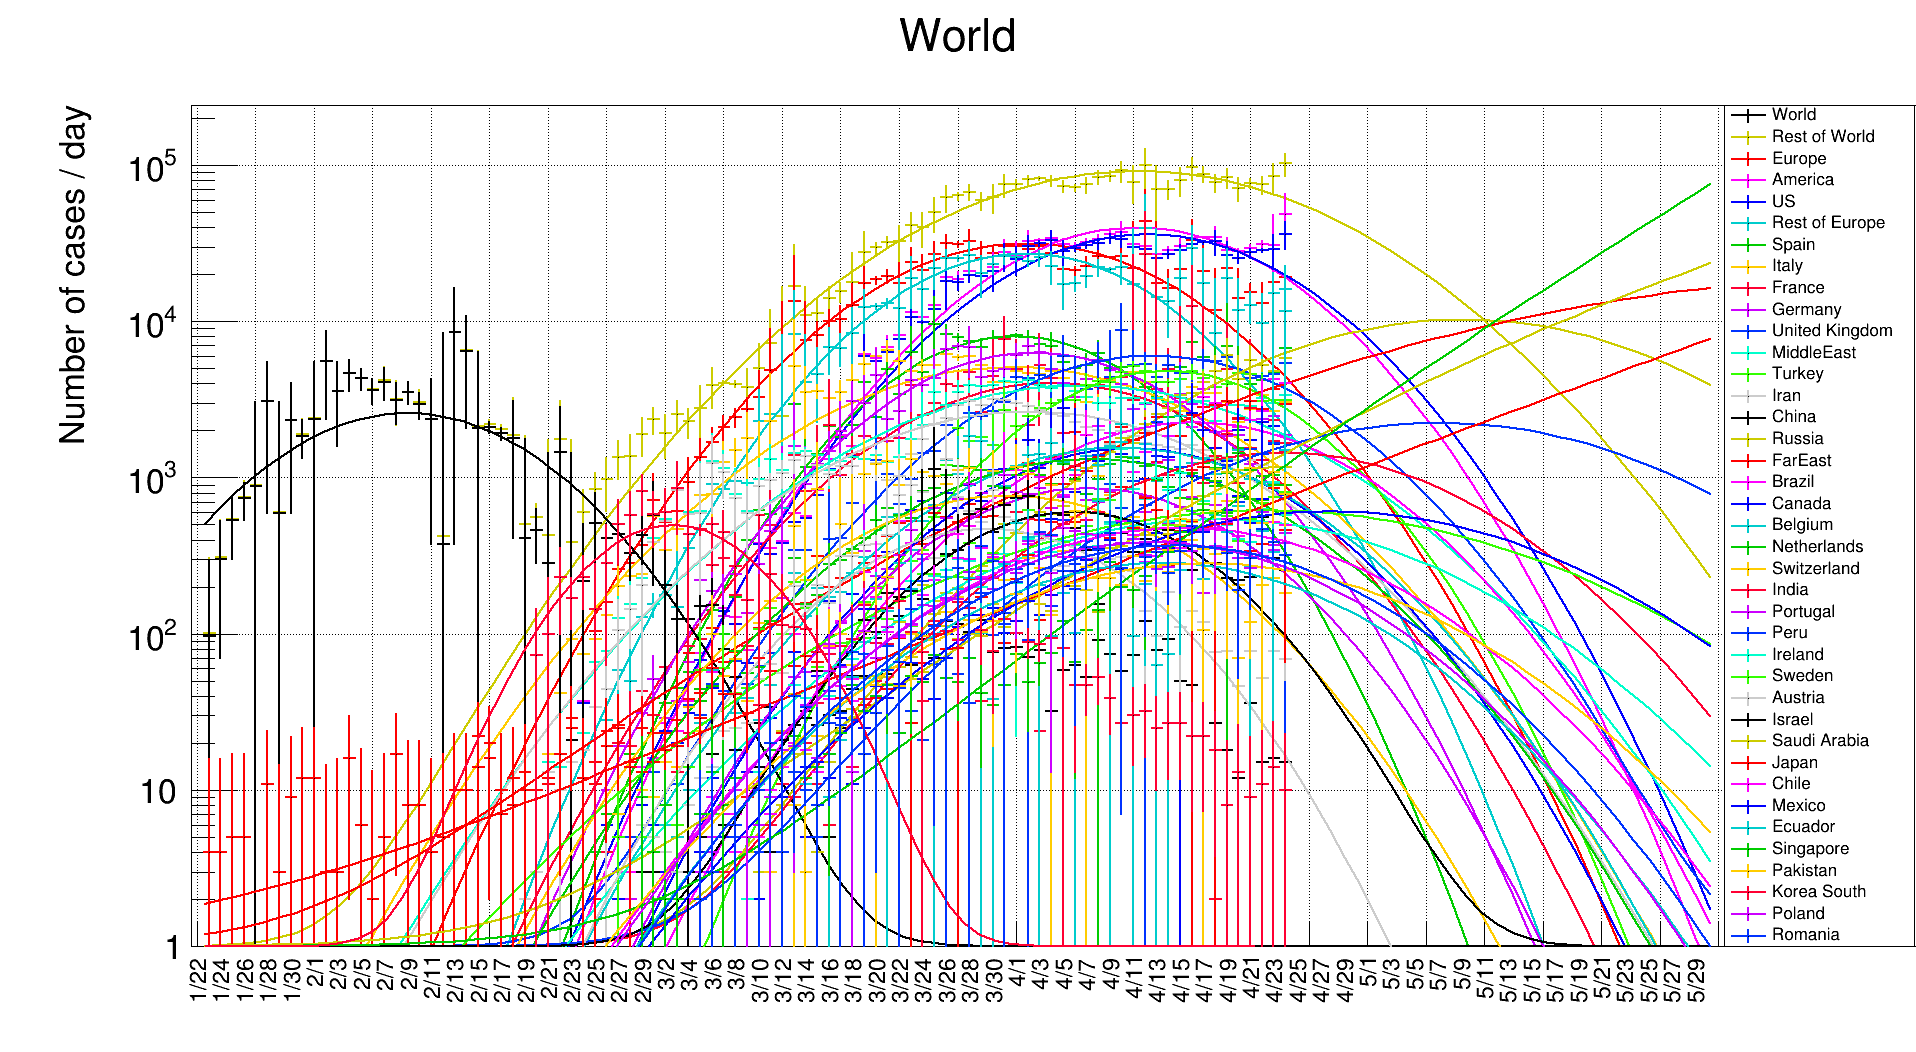 World
Number of cases / day
10^5
10^4
10^3
10^2
10
1
1/22
1/24
1/26
1/28
1/30
2/1
2/3
2/5
2/7
2/9
2/11
2/13
2/15
2/17
2/19
2/21
2/23
2/25
2/27
2/29
3/2
3/4
3/6
3/8
3/10
3/12
3/14
3/16
3/18
3/20
3/22
3/24
3/26
3/28
3/30
4/1
4/3
4/5
4/7
4/9
4/11
4/13
4/15
4/17
4/19
4/21
4/23
4/25
4/27
4/29
5/1
5/3
5/5
5/7
5/9
5/11
5/13
5/15
5/17
5/19
5/21
5/23
5/25
5/27
5/29
World
Rest of World
Europe
America
US
Rest of Europe
Spain
Italy
France
Germany
United Kingdom
MiddleEast
Turkey
Iran
China
Russia
FarEast
Brazil
Canada
Belgium
Netherlands
Switzerland
India
Portugal
Peru
Ireland
Sweden
Austria
Israel
Saudi Arabia
Japan
Chile
Mexico
Ecuador
Singapore
Pakistan
Korea South
Poland
Romania